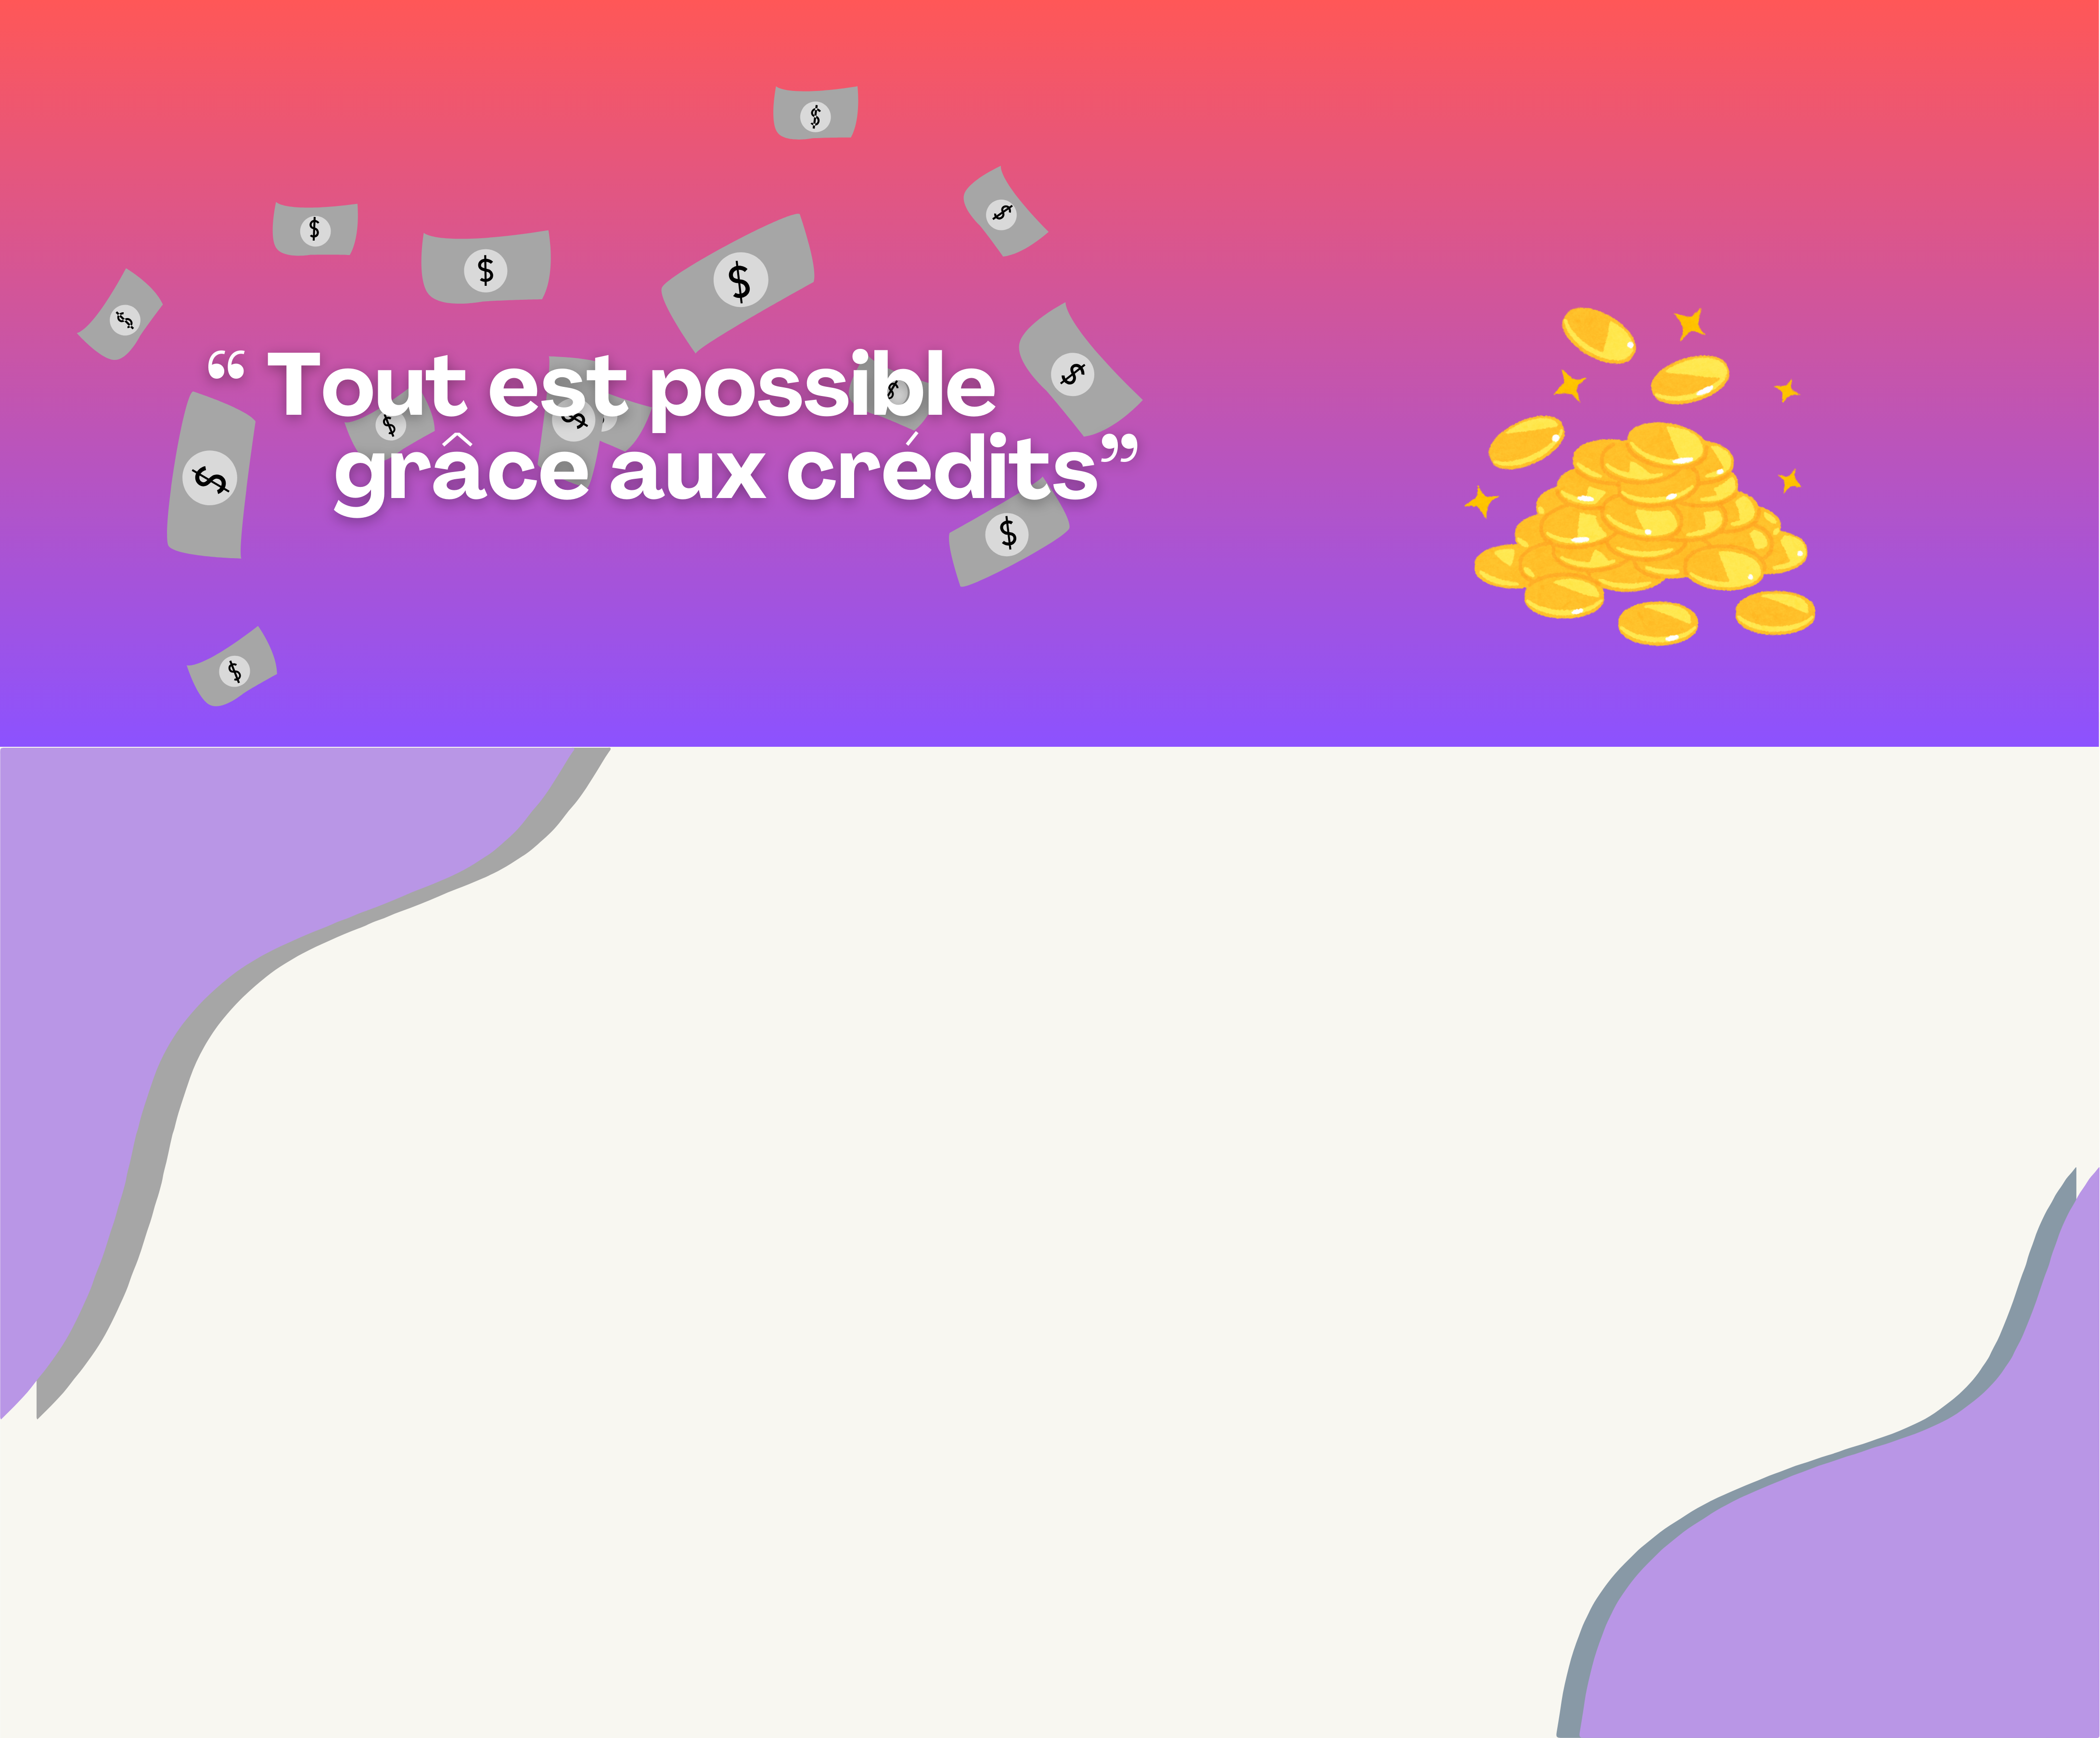 “ Tout est possible
grâce aux crédits”